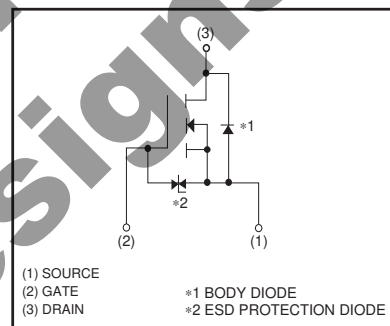 (3)
*1
*2
(2)
(1)
(1) SOURCE
(2) GATE
(3) DRAIN
*1 BODY DIODE
*2 ESD PROTECTION DIODE